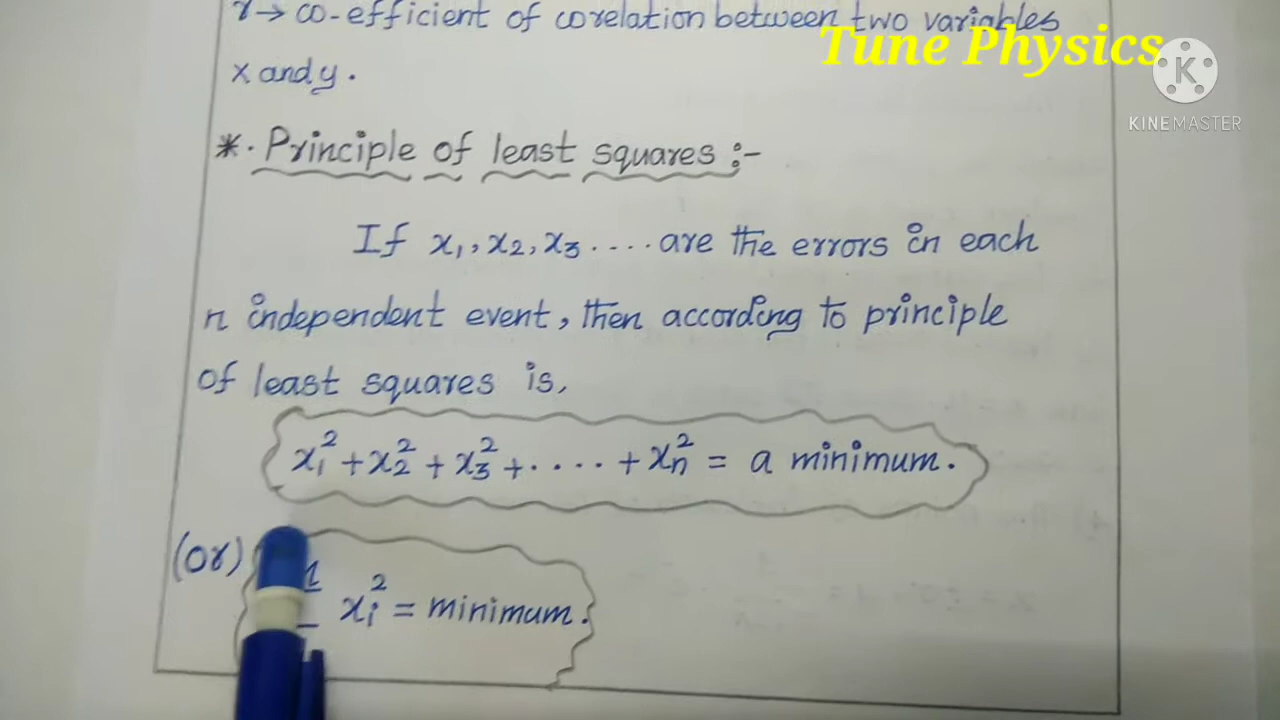 r → co-efficient of corelation between two variables
Tune Physics
x and y.
KINEMASTER
*. Principle of least squares :-
If x₁, x₂, x₃ .... are the errors in each
n independent event, then according to principle
of least squares is,
x₁² + x₂² + x₃² + .... + xₙ² = a minimum.
(or)
xᵢ² = minimum.